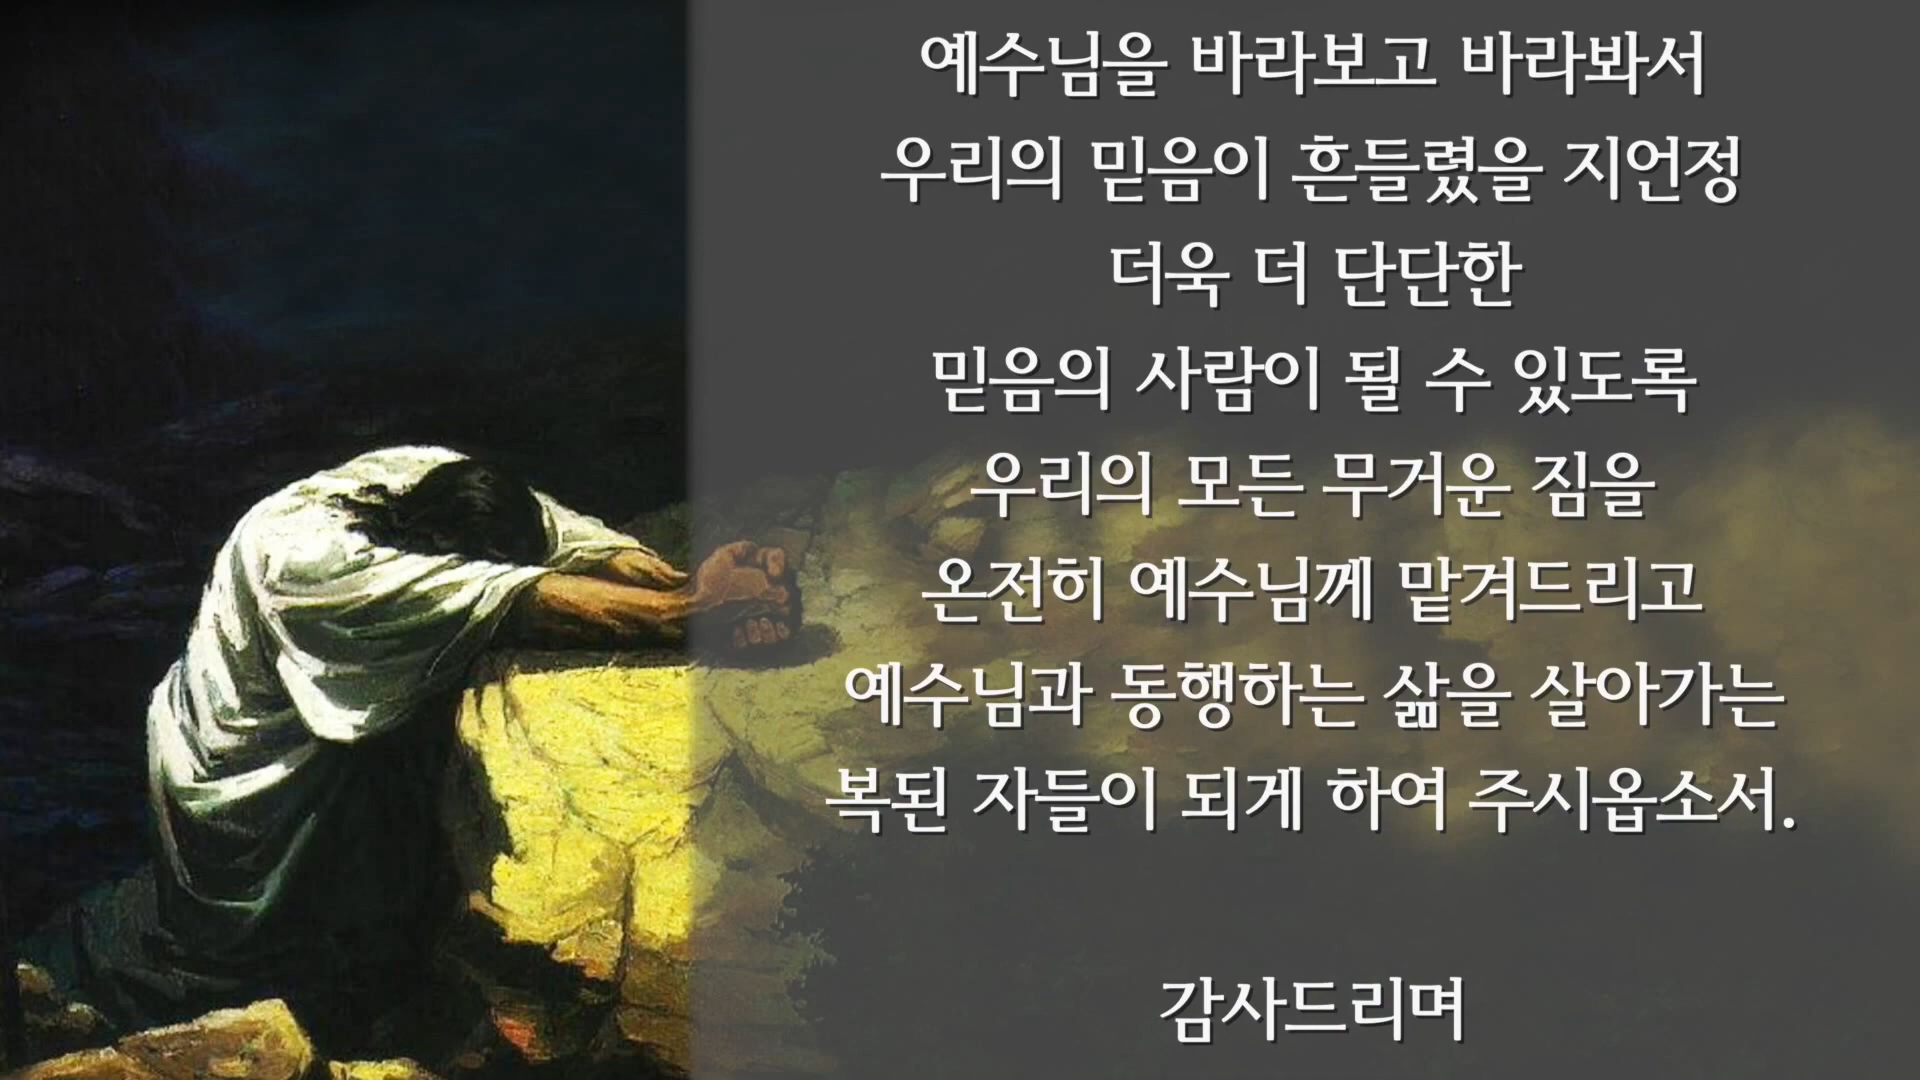 예수님을 바라보고 바라봐서
우리의 믿음이 흔들렸을 지언정
더욱 더 단단한
믿음의 사람이 될 수 있도록
우리의 모든 무거운 짐을
온전히 예수님께 맡겨드리고
예수님과 동행하는 삶을 살아가는
복된 자들이 되게 하여 주시옵소서.
감사드리며